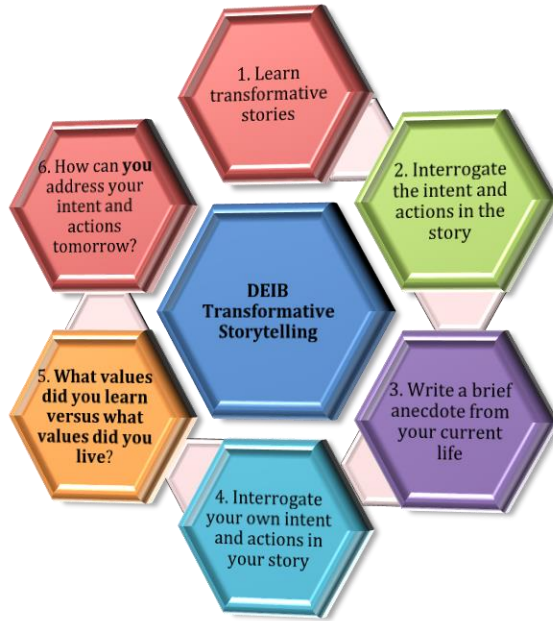 1. Learn
transformative
stories
2. Interrogate
the intent and
actions in the
story
3. Write a brief
anecdote from
your current
life
4. Interrogate
your own intent
and actions in
your story
5. What values
did you learn
versus what
values did you
live?
6. How can you
address your
intent and
actions
tomorrow?
DEIB
Transformative
Storytelling